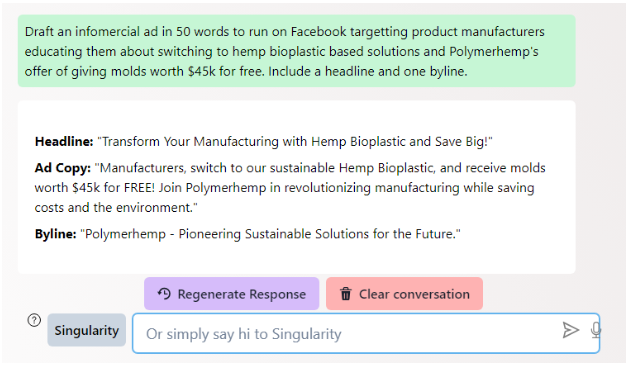 Draft an infomercial ad in 50 words to run on Facebook targetting product manufacturers
educating them about switching to hemp bioplastic based solutions and Polymerhemp's
offer of giving molds worth $45k for free. Include a headline and one byline.
Headline: "Transform Your Manufacturing with Hemp Bioplastic and Save Big!"
Ad Copy: "Manufacturers, switch to our sustainable Hemp Bioplastic, and receive molds
worth $45k for FREE! Join Polymerhemp in revolutionizing manufacturing while saving
costs and the environment."
Byline: "Polymerhemp - Pioneering Sustainable Solutions for the Future."
Regenerate Response
Clear conversation
?
Singularity
Or simply say hi to Singularity